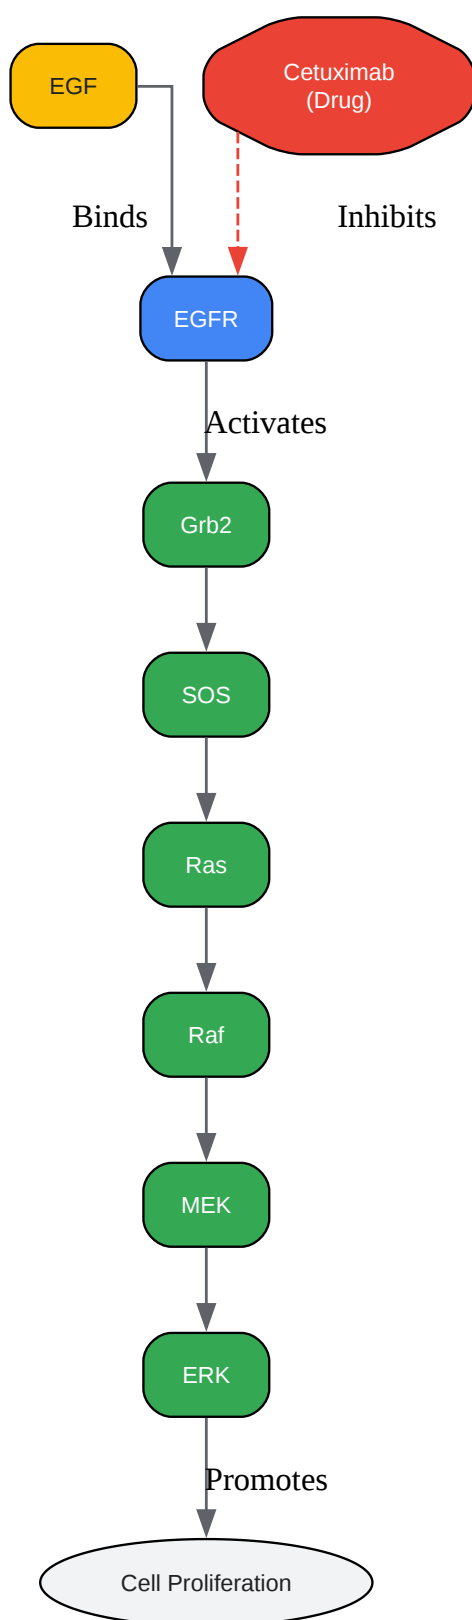 EGF
Cetuximab
(Drug)
Binds
Inhibits
EGFR
Activates
Grb2
SOS
Ras
Raf
MEK
ERK
Promotes
Cell Proliferation